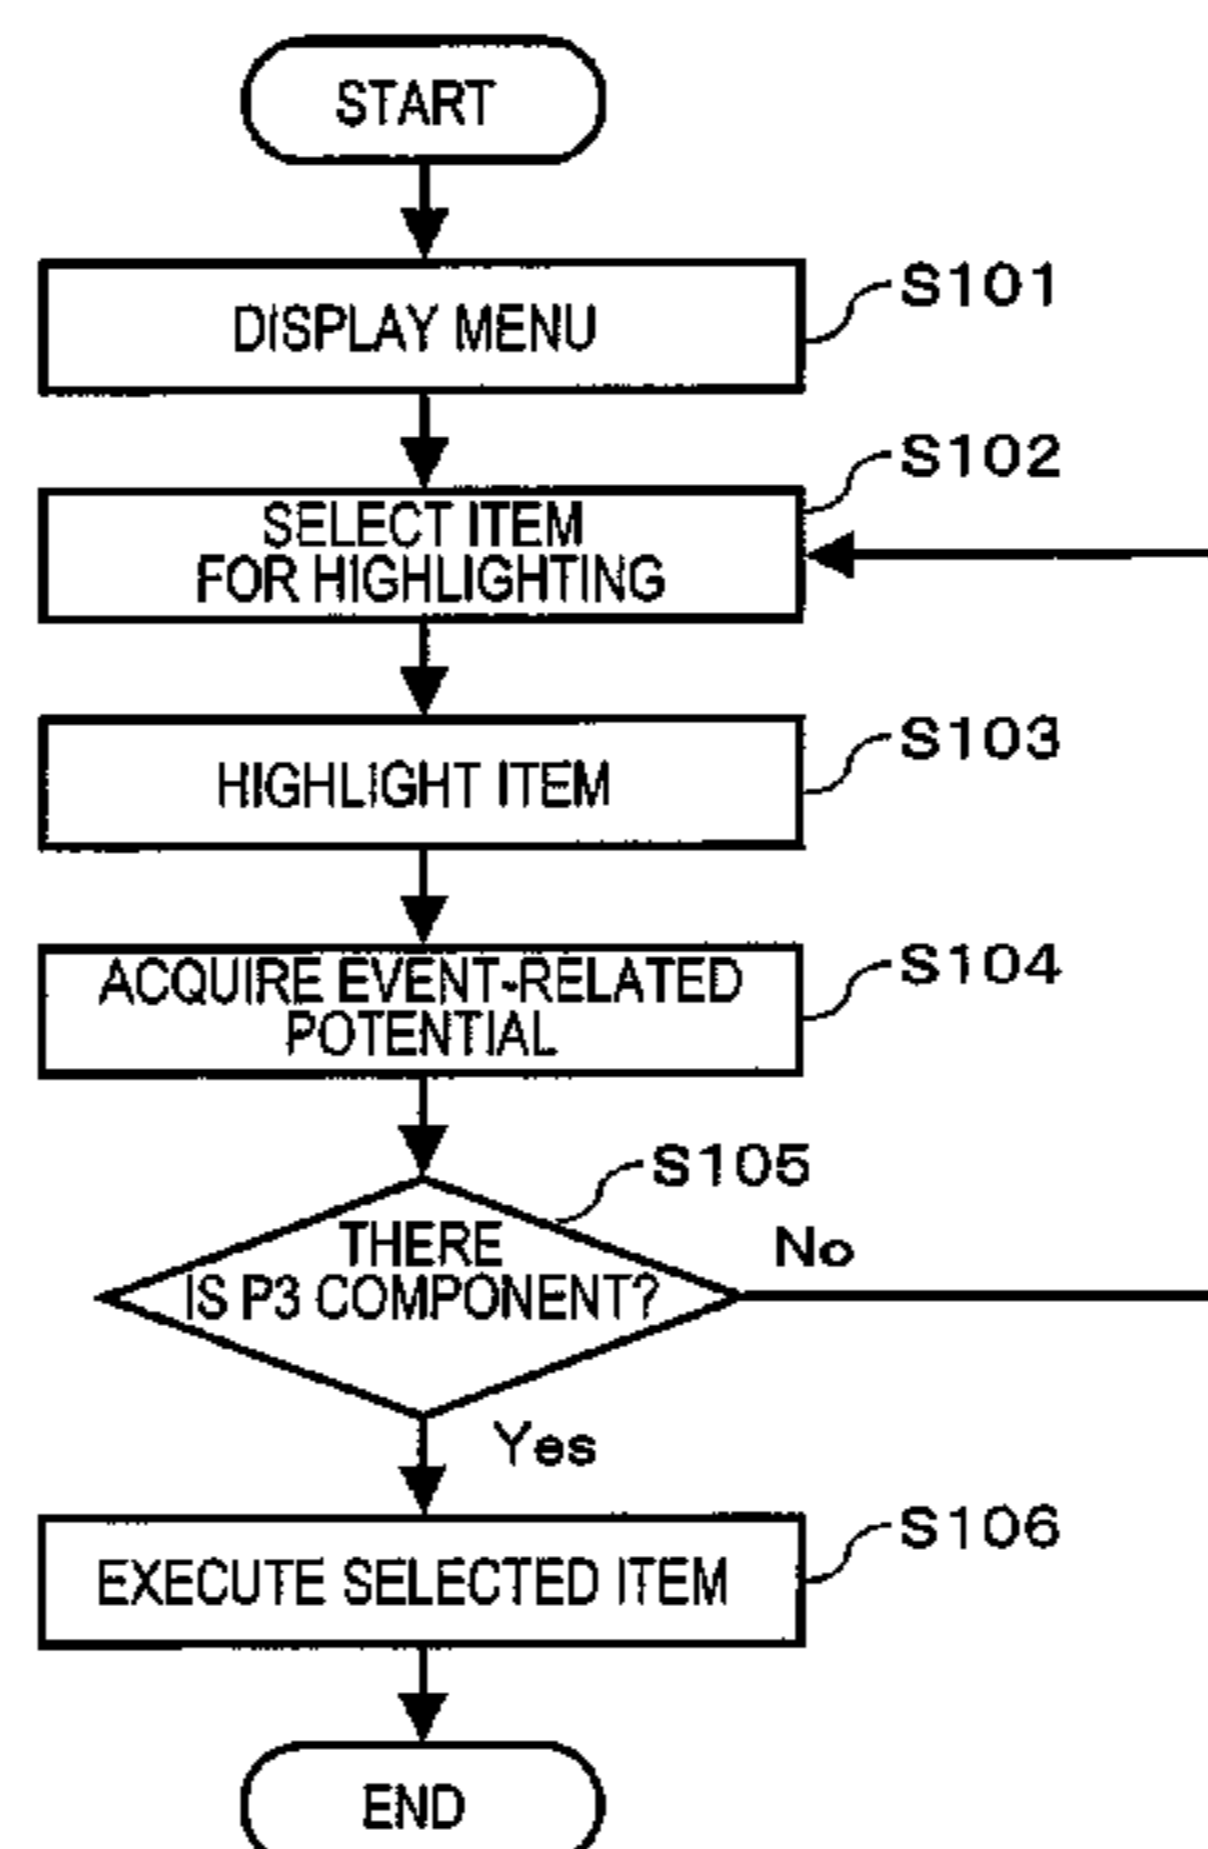 START
DISPLAY MENU
S101
S102
SELECT ITEM
FOR HIGHLIGHTING
HIGHLIGHT ITEM
S103
ACQUIRE EVENT-RELATED
POTENTIAL
S104
S105
THERE
IS P3 COMPONENT?
No
Yes
EXECUTE SELECTED ITEM
S106
END